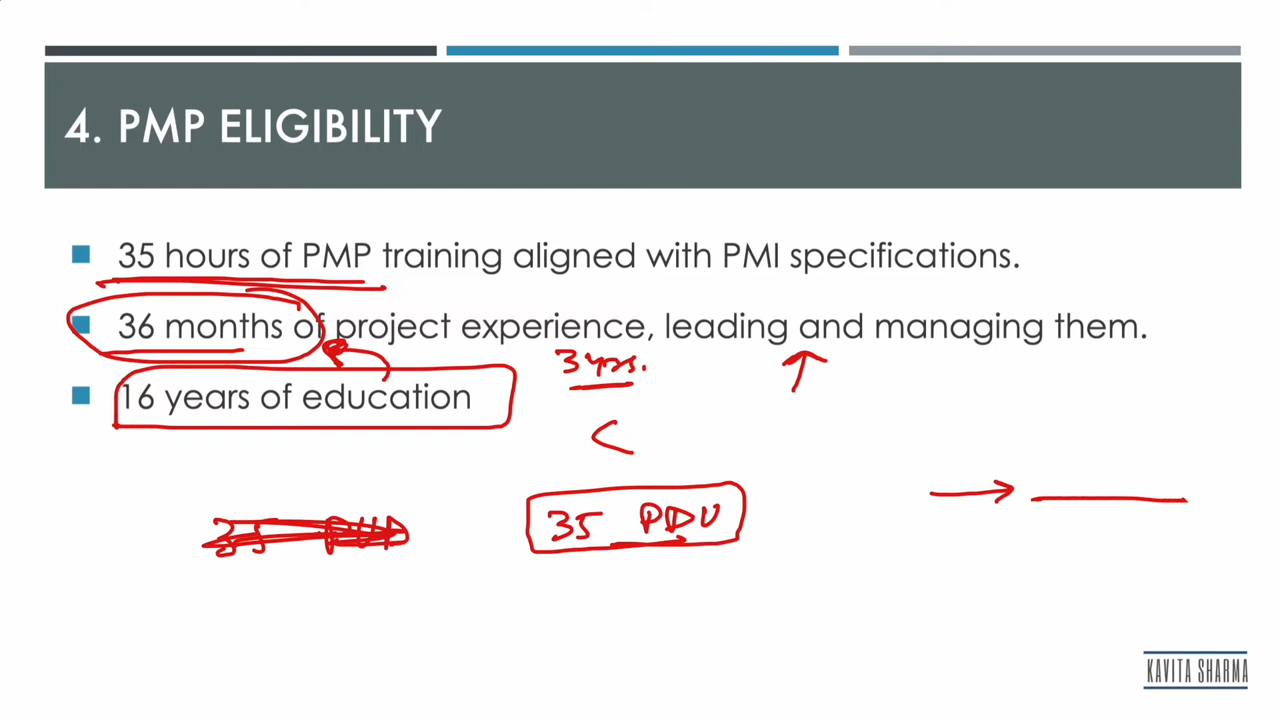 4. PMP ELIGIBILITY
35 hours of PMP training aligned with PMI specifications.
36 months of project experience, leading and managing them.
3 yrs.
16 years of education
35 PDU
KAVITA SHARMA